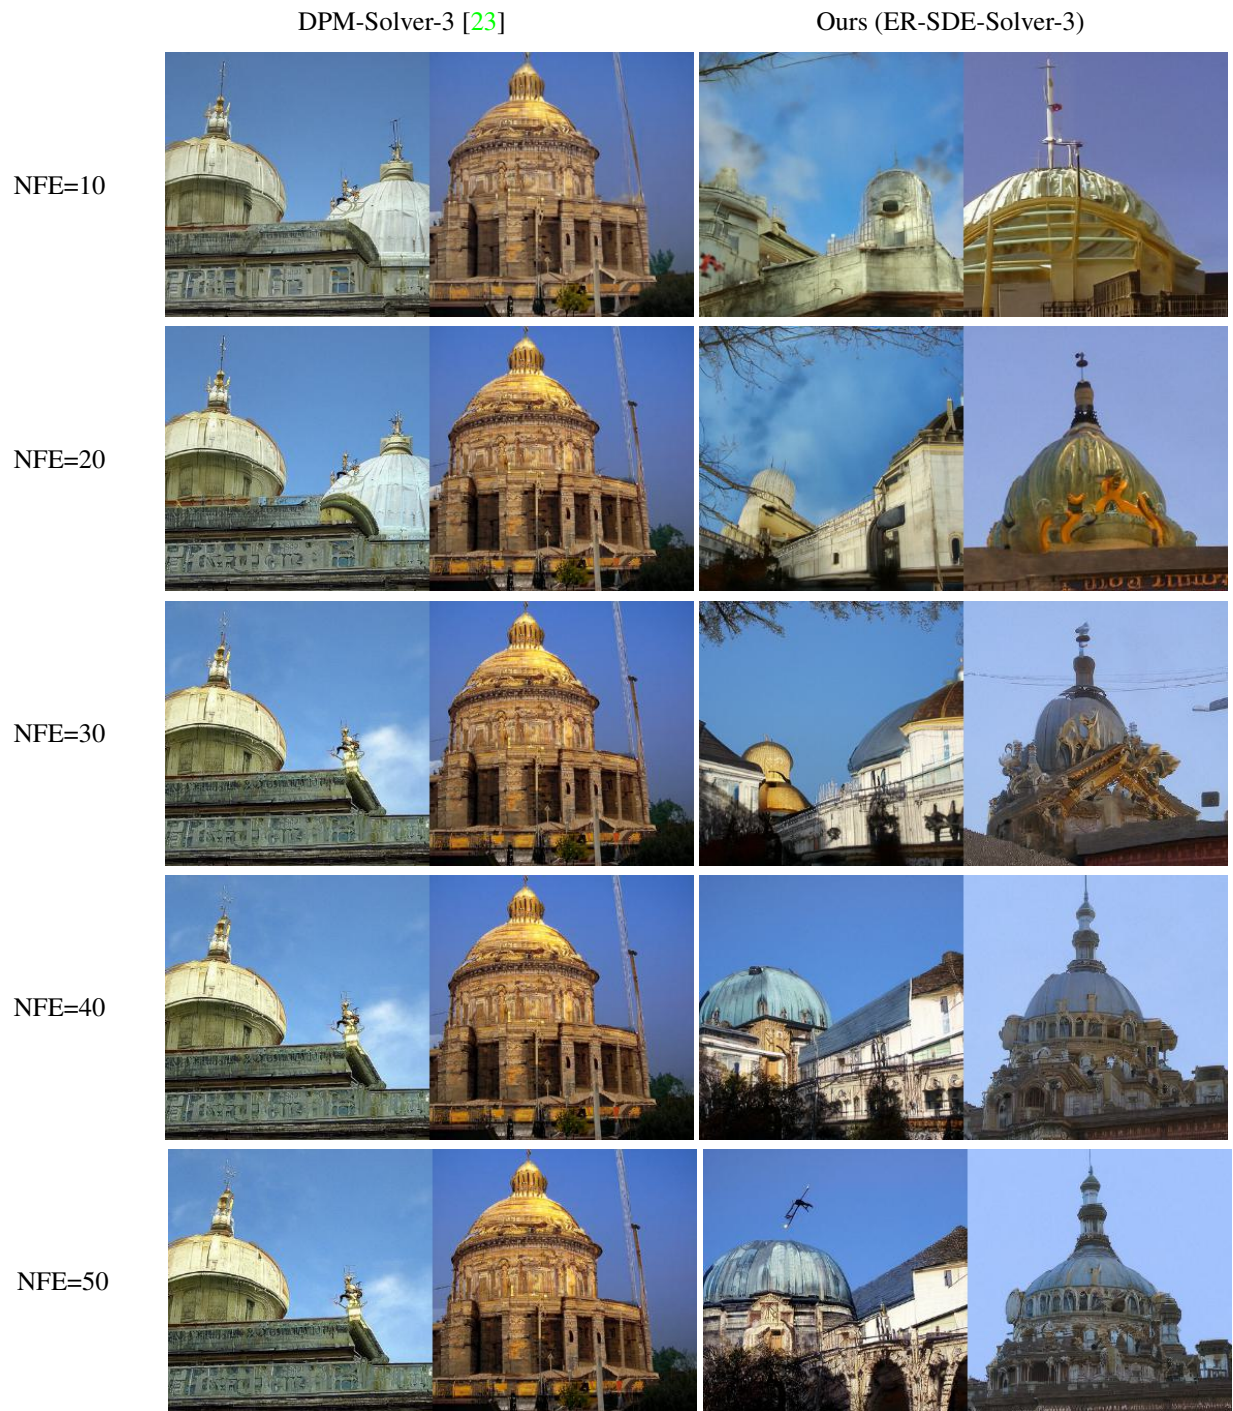 DPM-Solver-3 [23]
Ours (ER-SDE-Solver-3)
NFE=10
NFE=20
NFE=30
NFE=40
NFE=50